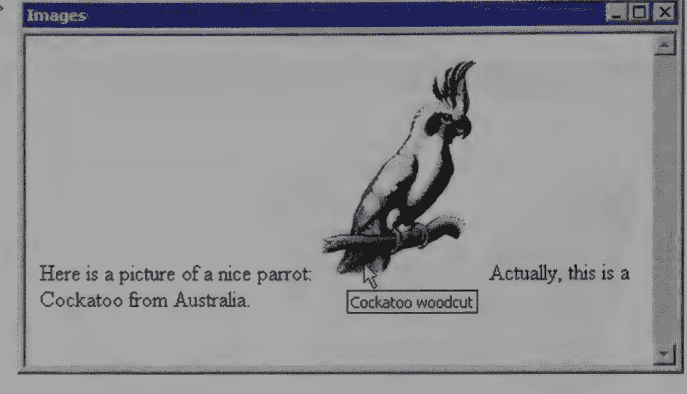 Images
Here is a picture of a nice parrot: Actually, this is a
Cockatoo from Australia.
Cockatoo woodcut